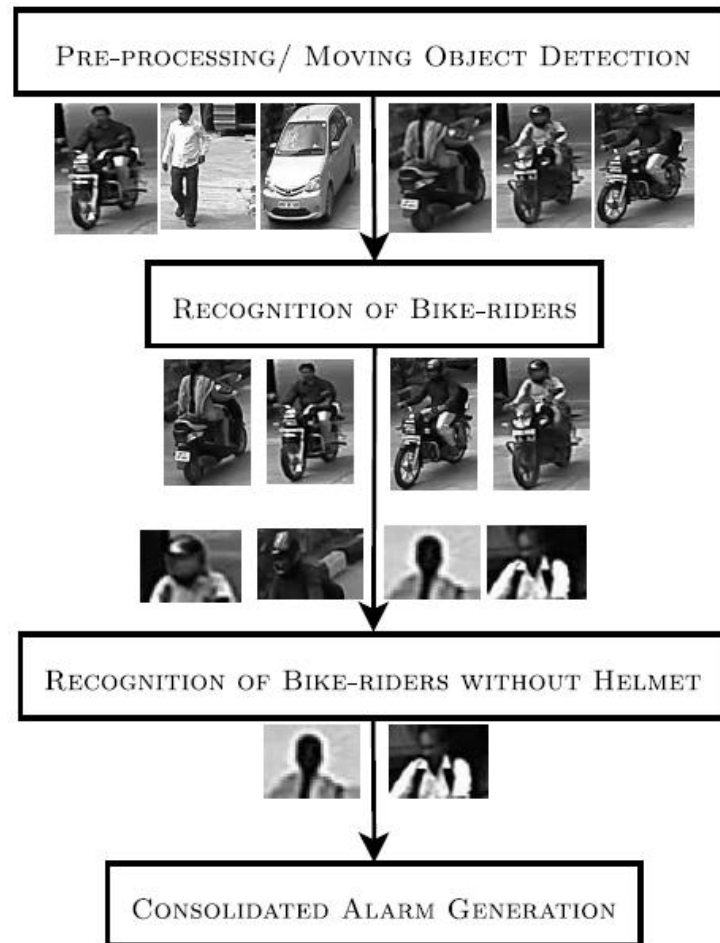 PRE-PROCESSING/ MOVING OBJECT DETECTION
RECOGNITION OF BIKE-RIDERS
RECOGNITION OF BIKE-RIDERS WITHOUT HELMET
CONSOLIDATED ALARM GENERATION